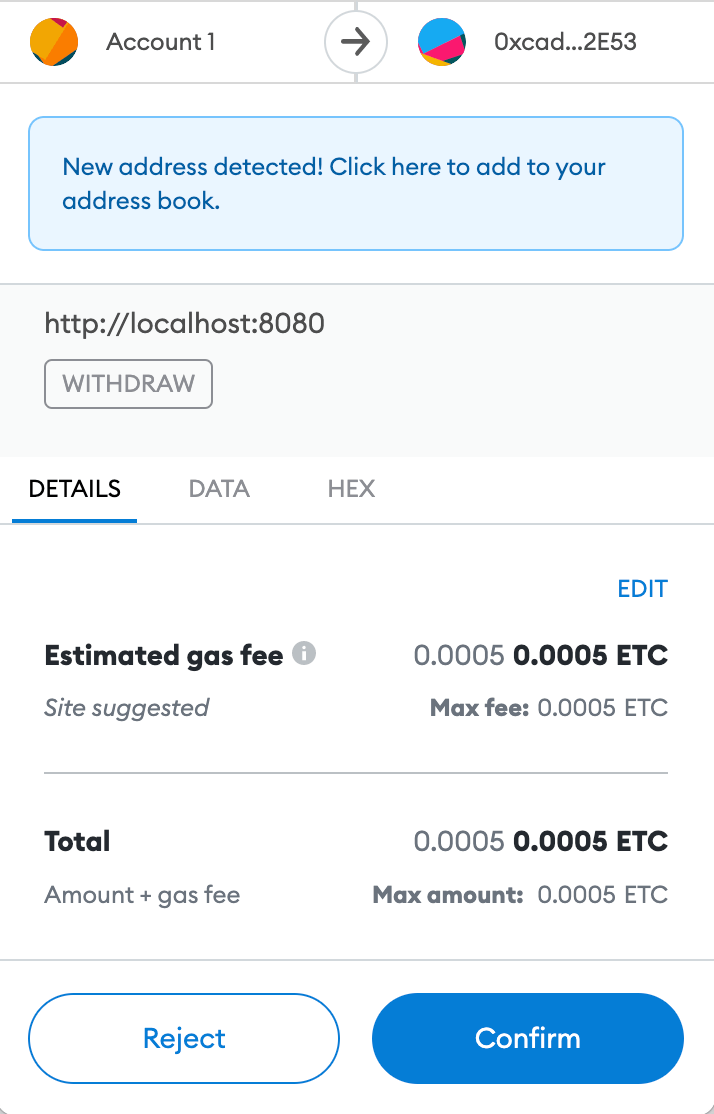 Account 1
0xcad...2E53
New address detected! Click here to add to your
address book.
http://localhost:8080
WITHDRAW
DETAILS DATA HEX
EDIT
Estimated gas fee 0.0005 0.0005 ETC
Site suggested Max fee: 0.0005 ETC
Total 0.0005 0.0005 ETC
Amount + gas fee Max amount: 0.0005 ETC
Reject Confirm